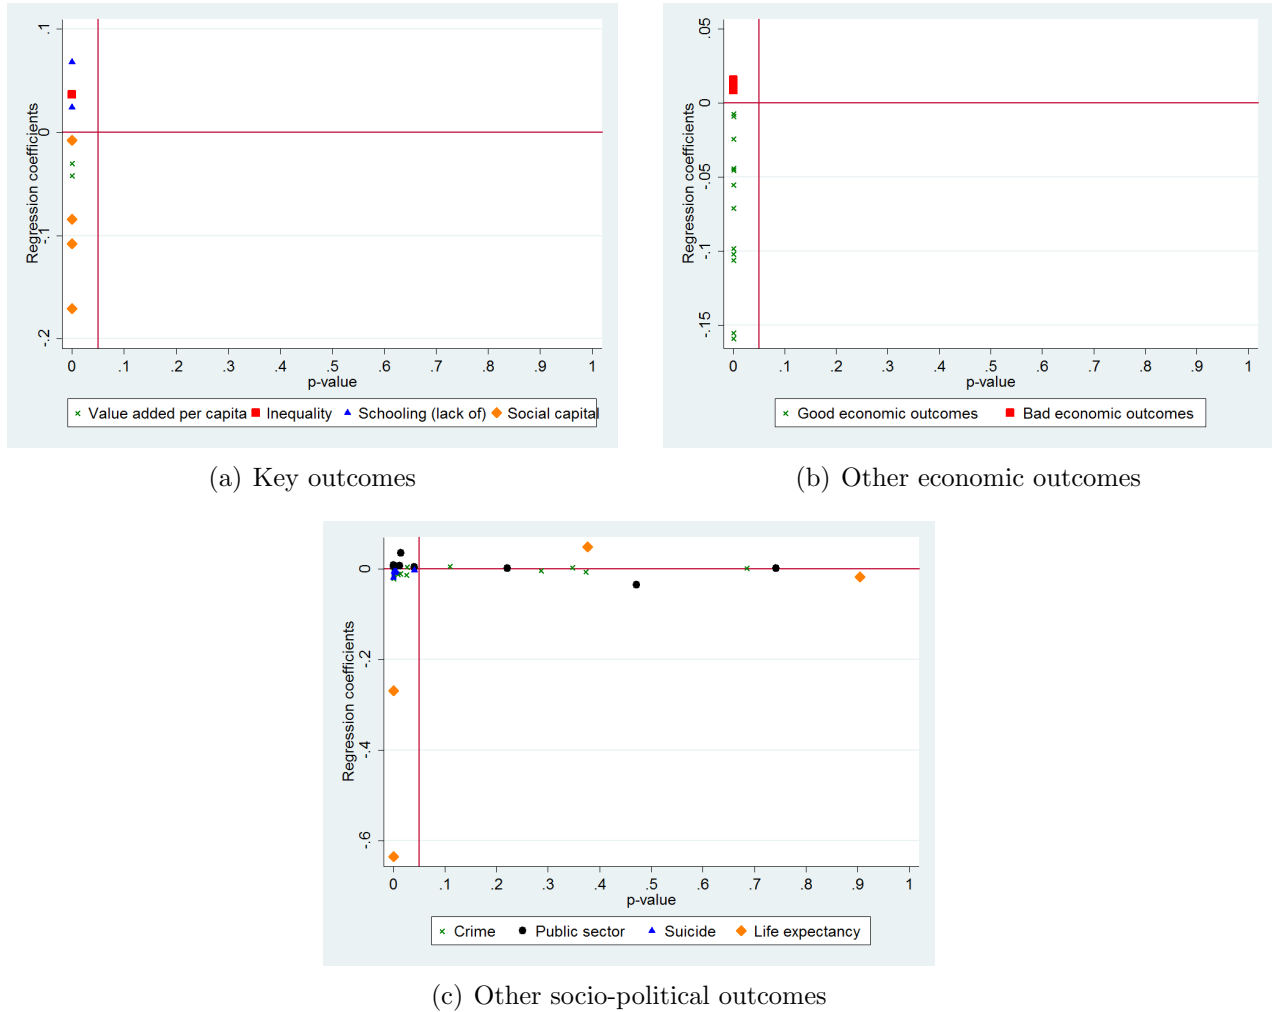 .1
0
-.1
-.2
Regression coefficients
0 .1 .2 .3 .4 .5 .6 .7 .8 .9 1
p-value
Value added per capita Inequality Schooling (lack of) Social capital
(a) Key outcomes
.05
0
-.05
-.1
-.15
Regression coefficients
0 .1 .2 .3 .4 .5 .6 .7 .8 .9 1
p-value
Good economic outcomes Bad economic outcomes
(b) Other economic outcomes
0
-.2
-.4
-.6
Regression coefficients
0 .1 .2 .3 .4 .5 .6 .7 .8 .9 1
p-value
Crime Public sector Suicide Life expectancy
(c) Other socio-political outcomes